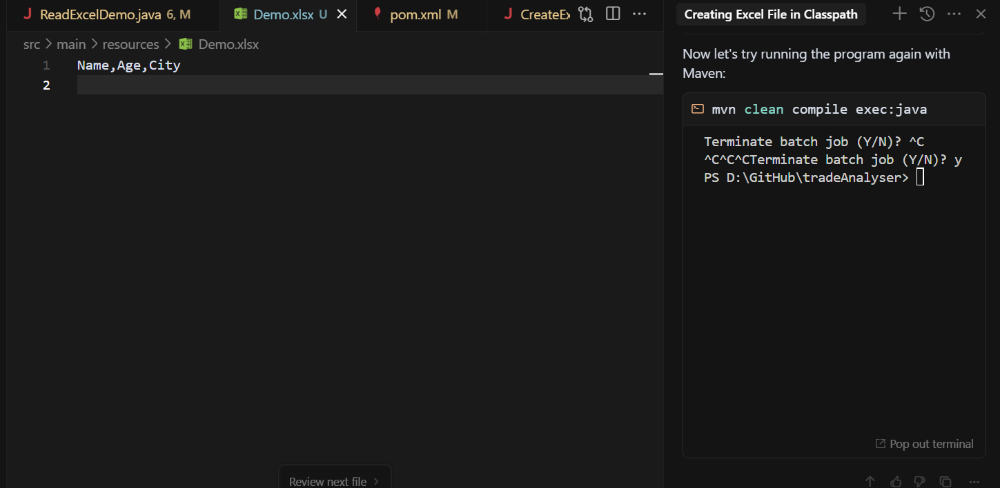 ReadExcelDemo.java 6, M
Demo.xlsx U
pom.xml M
CreateEx
src > main > resources > Demo.xlsx
1 Name,Age,City
2
Review next file >
Creating Excel File in Classpath
Now let's try running the program again with
Maven:
mvn clean compile exec:java
Terminate batch job (Y/N)? ^C
^C^C^CTerminate batch job (Y/N)? y
PS D:\GitHub\tradeAnalyser>
Pop out terminal